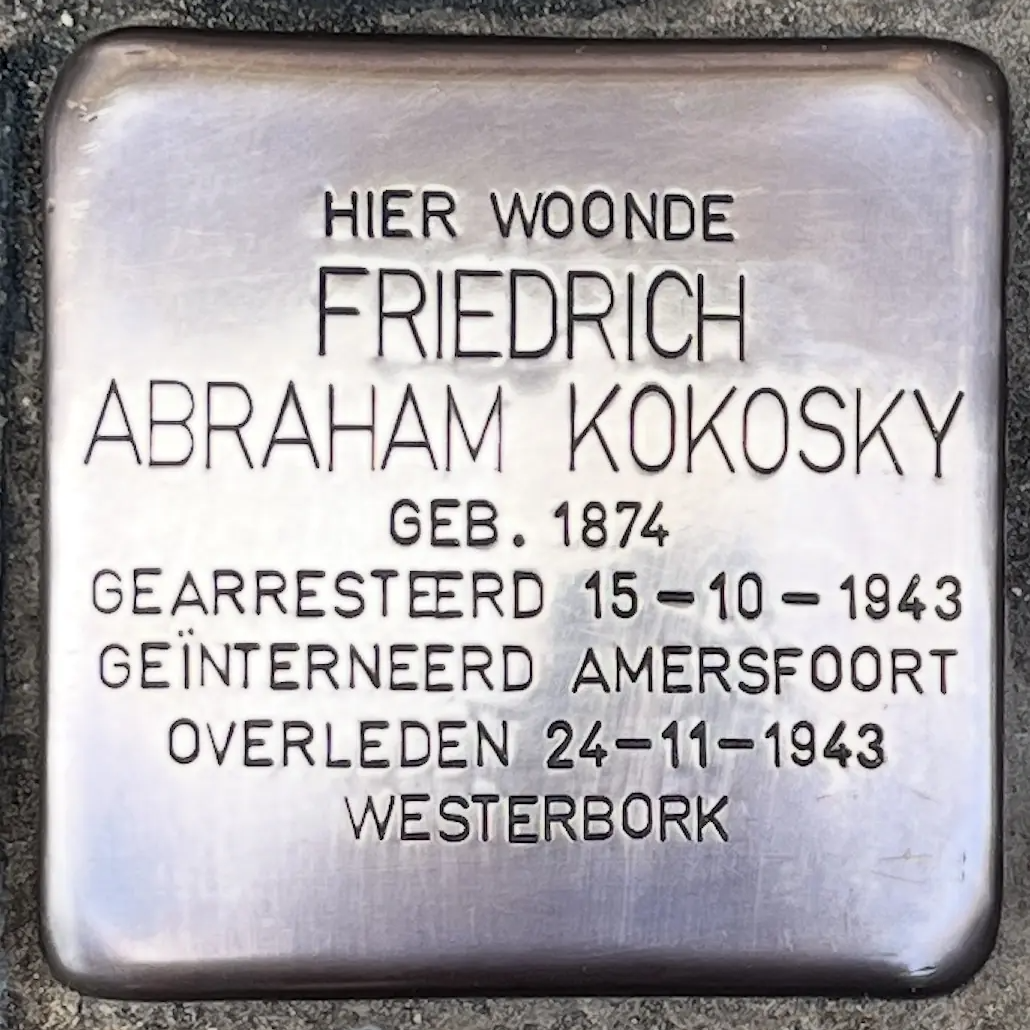 HIER WOONDE
FRIEDRICH
ABRAHAM KOKOSKY
GEB. 1874
GEARRESTEERD 15-10-1943
GEÏNTERNEERD AMERSFOORT
OVERLEDEN 24-11-1943
WESTERBORK